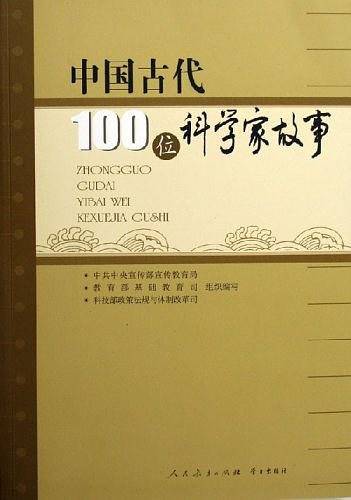 中国古代
100位科学家故事
ZHONGGUO
GUDAI
YIBAI WEI
KEXUEJIA GUSHI
* 中共中央宣传部宣传教育局
* 教育部基础教育司 组织编写
* 科技部政策法规与体制改革司
人民教育出版社 学习出版社